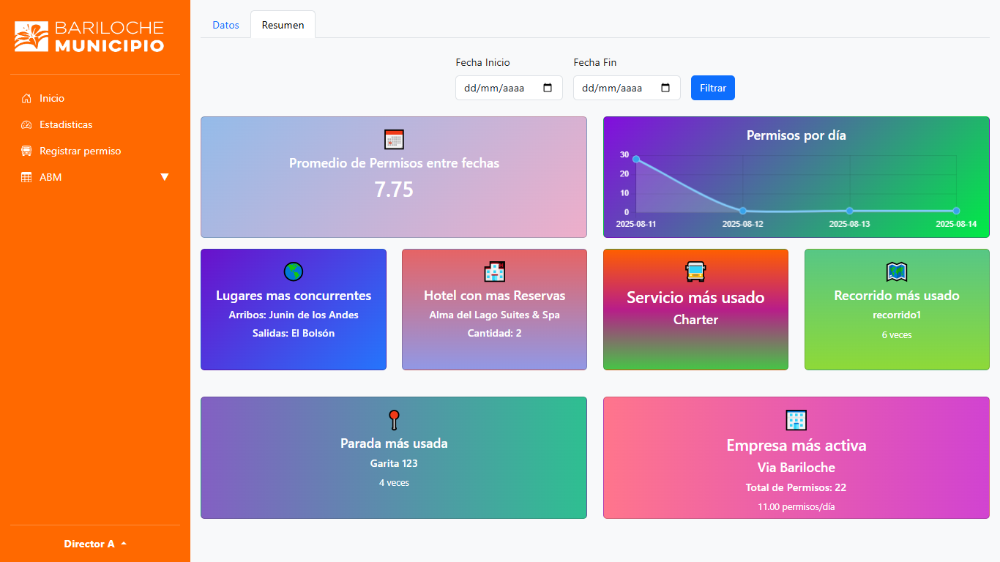 BARILOCHE
MUNICIPIO
Inicio
Estadisticas
Registrar permiso
ABM ▼
Director A
Datos
Resumen
Fecha Inicio
Fecha Fin
dd/mm/aaaa
dd/mm/aaaa
Filtrar
Promedio de Permisos entre fechas
7.75
Permisos por día
30
20
10
0
2025-08-11
2025-08-12
2025-08-13
2025-08-14
Lugares mas concurrentes
Arribos: Junin de los Andes
Salidas: El Bolsón
Hotel con mas Reservas
Alma del Lago Suites & Spa
Cantidad: 2
Servicio más usado
Charter
Recorrido más usado
recorrido1
6 veces
Parada más usada
Garita 123
4 veces
Empresa más activa
Via Bariloche
Total de Permisos: 22
11.00 permisos/día